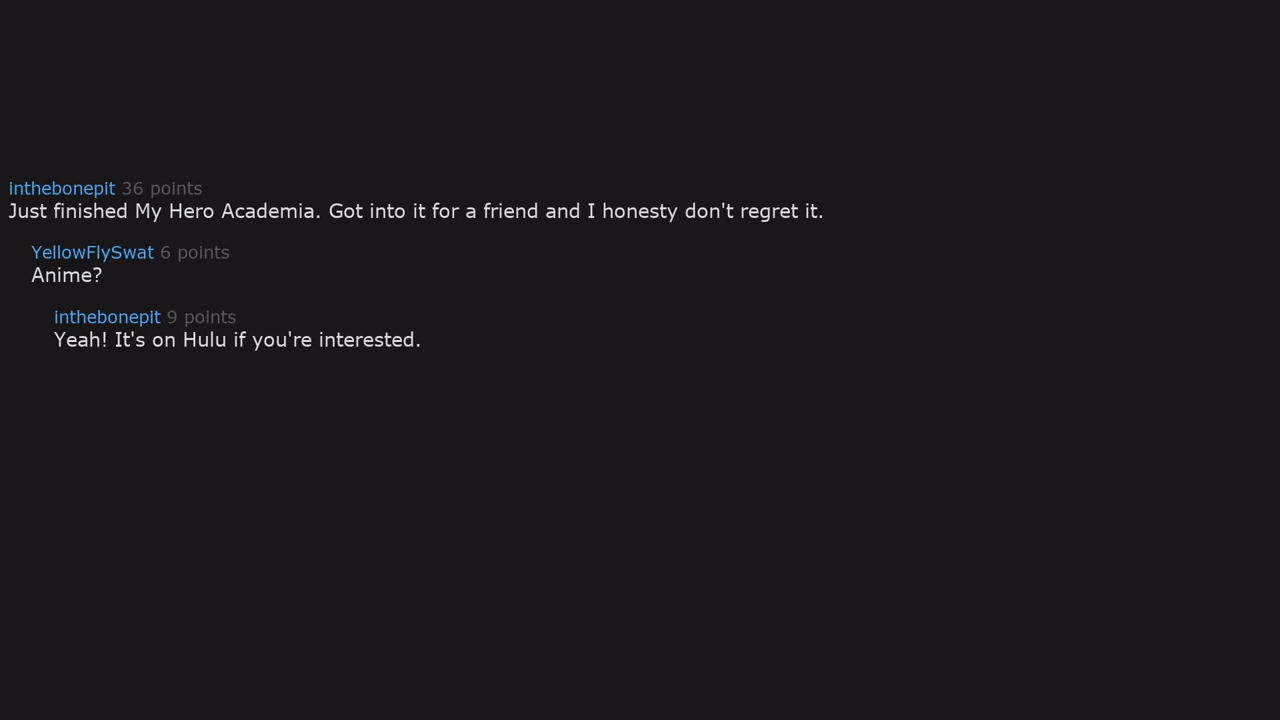 inthebonepit 36 points
Just finished My Hero Academia. Got into it for a friend and I honesty don't regret it.
YellowFlySwat 6 points
Anime?
inthebonepit 9 points
Yeah! It's on Hulu if you're interested.